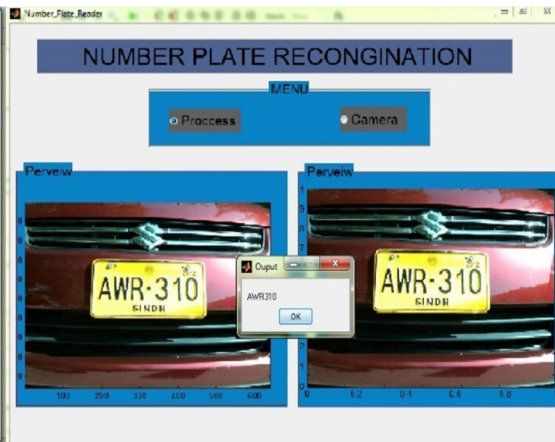 Number_Plate_Reader
NUMBER PLATE RECONGINATION
MENU
Proccess
Camera
Perveiw
Perveiw
AWR-310
SINDH
AWR-310
SINDH
Ouput
AWR310
OK
100 200 300 400 500 600
0 0.2 0.4 0.6 0.8